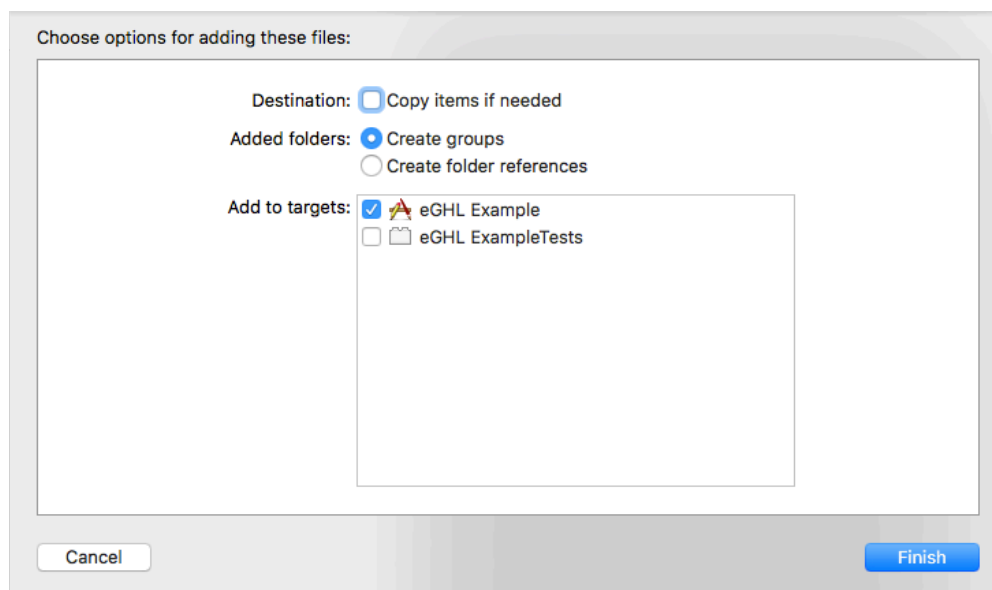 Choose options for adding these files:
Destination: Copy items if needed
Added folders: Create groups
Create folder references
Add to targets: eGHL Example
eGHL ExampleTests
Cancel Finish